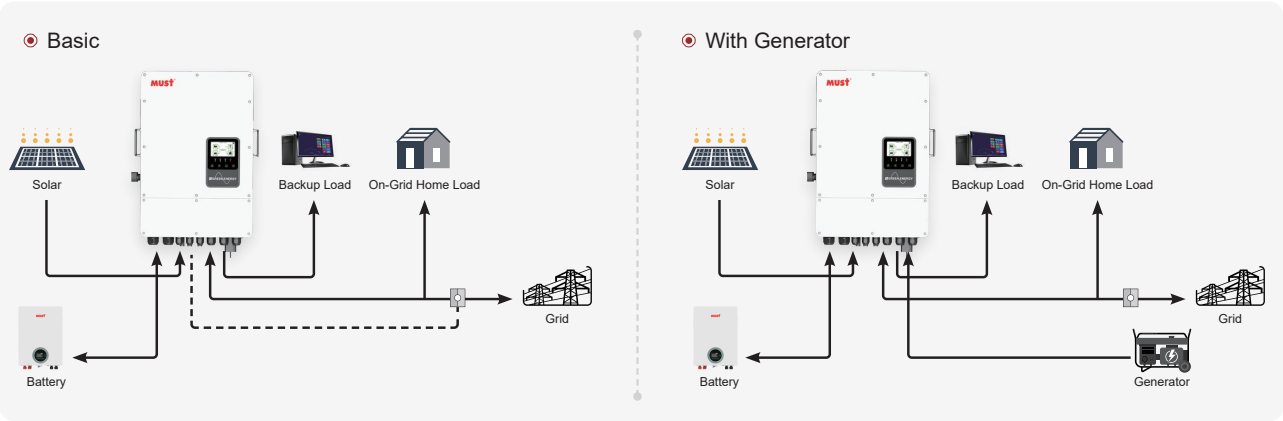 Basic
MUST
Solar
Backup Load
On-Grid Home Load
MUST
Battery
Grid
With Generator
MUST
Solar
Backup Load
On-Grid Home Load
MUST
Battery
Grid
Generator